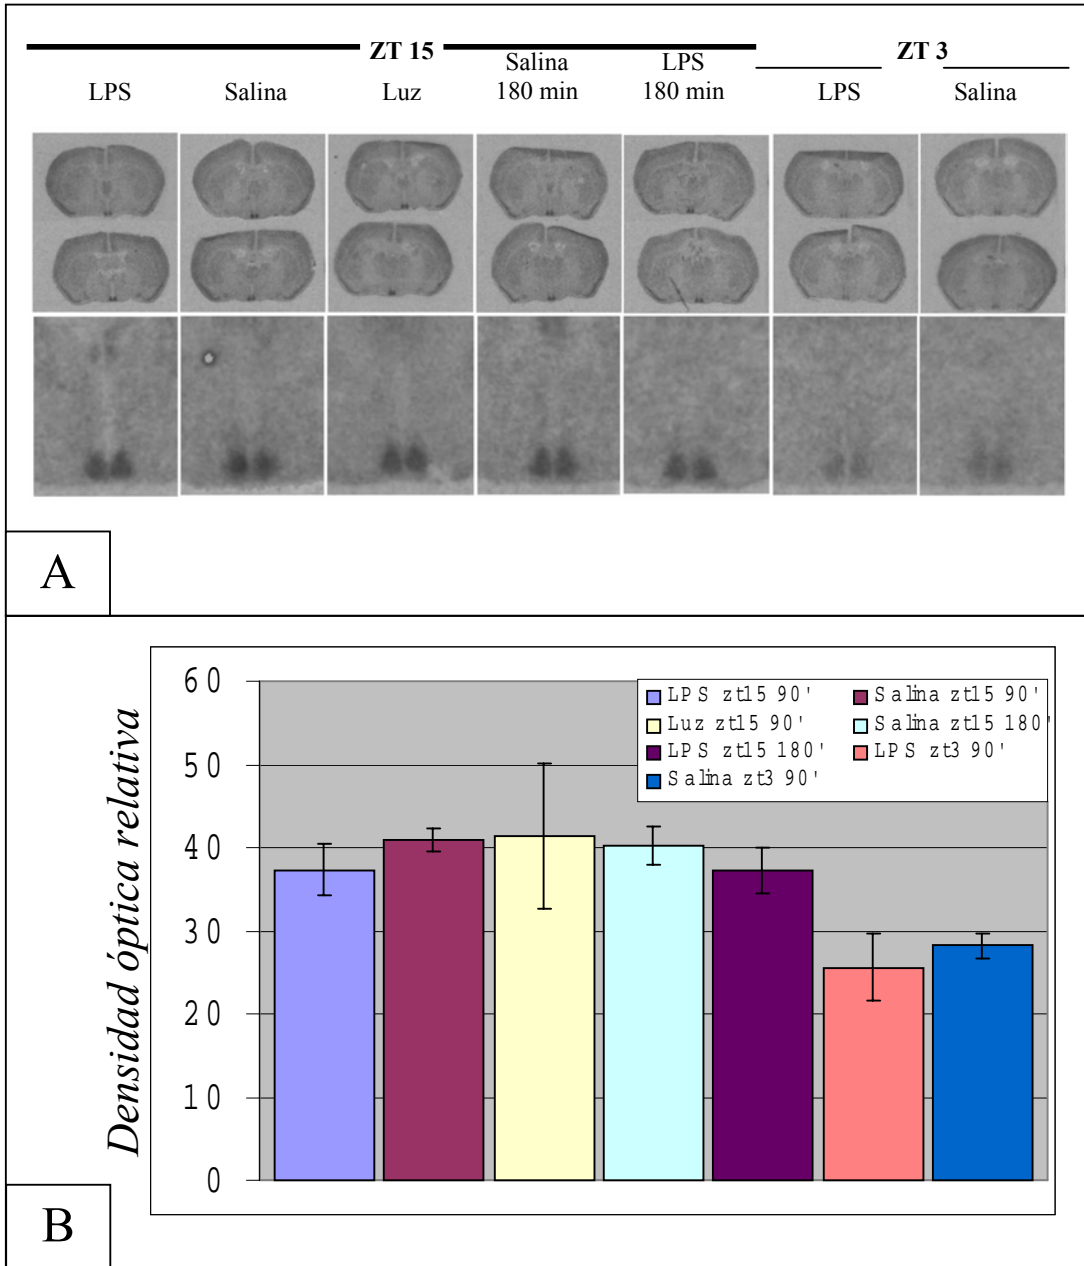 ZT 15
ZT 3
LPS
Salina
Luz
Salina
180 min
LPS
180 min
LPS
Salina
A
Densidad óptica relativa
60
50
40
30
20
10
0
LPS zt15 90'
Salina zt15 90'
Luz zt15 90'
Salina zt15 180'
LPS zt15 180'
LPS zt3 90'
Salina zt3 90'
B